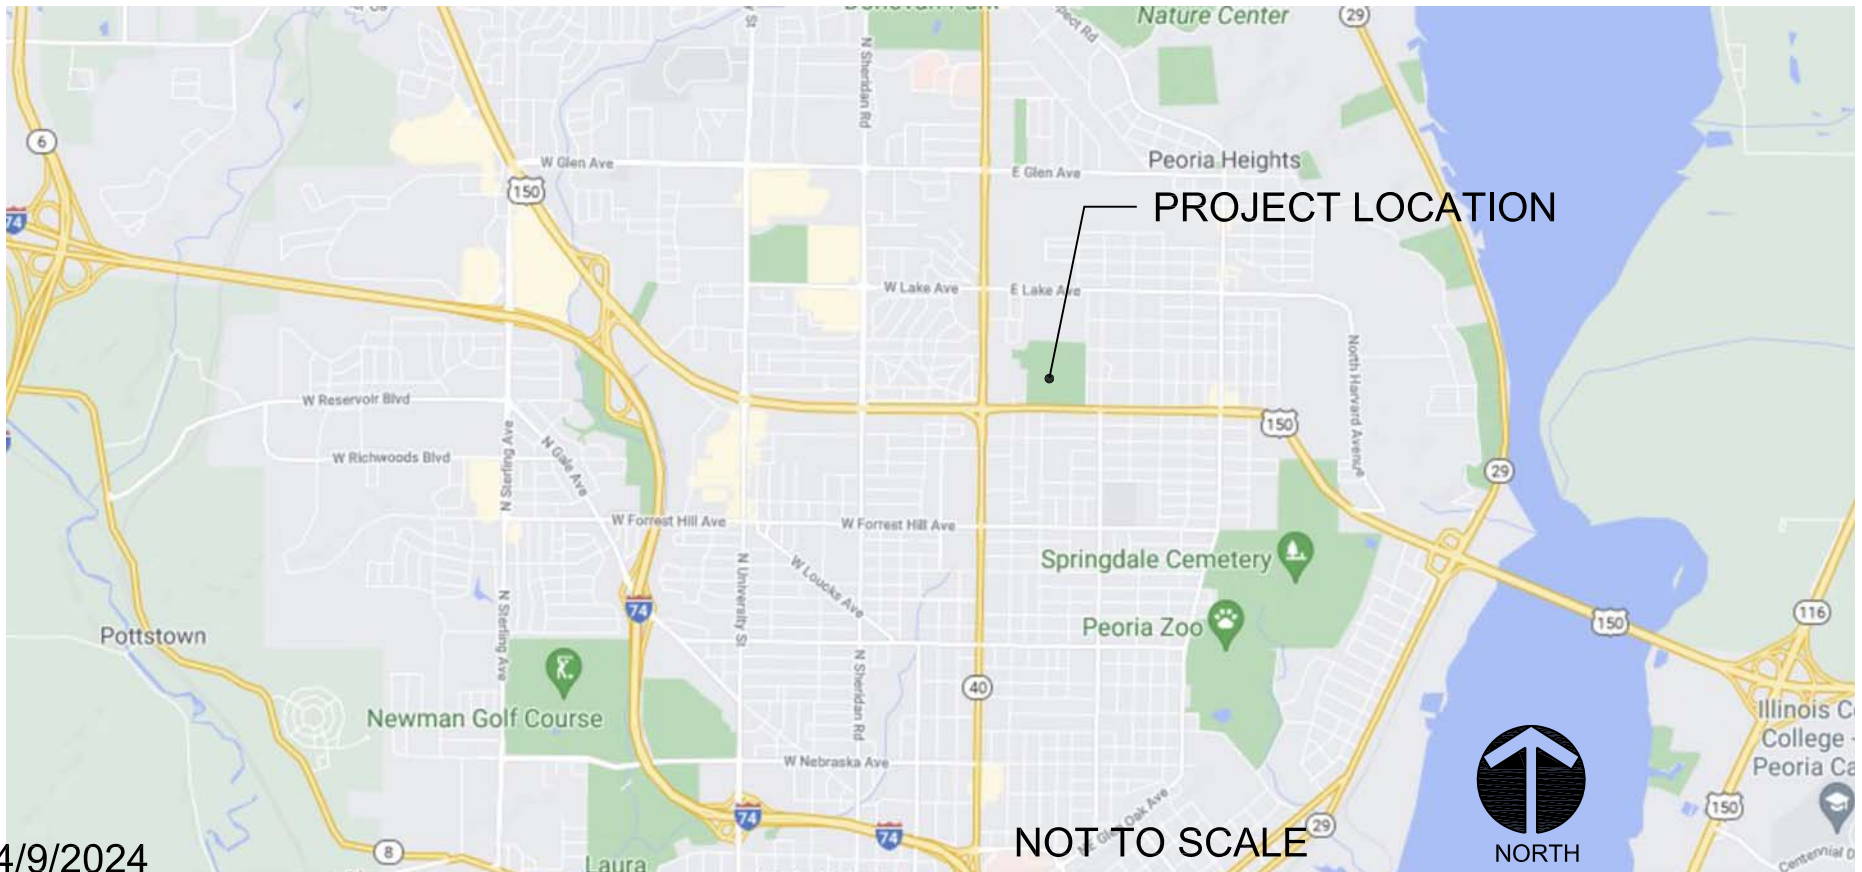 Nature Center
29
N Sheridan Rd
6
W Glen Ave
Peoria Heights
E Glen Ave
150
PROJECT LOCATION
74
W Lake Ave
E Lake Ave
North Harvard Avenue
W Reservoir Blvd
150
N Gale Ave
W Richwoods Blvd
N Sterling Ave
29
W Forrest Hill Ave
W Forrest Hill Ave
Springdale Cemetery
W Loucks Ave
N University St
74
N Sterling Ave
116
150
Peoria Zoo
Pottstown
N Sheridan Rd
40
Newman Golf Course
Illinois C
College -
Peoria Ca
W Nebraska Ave
150
74
74
29
NOT TO SCALE
8
4/9/2024
NORTH
Laura
Centennial D